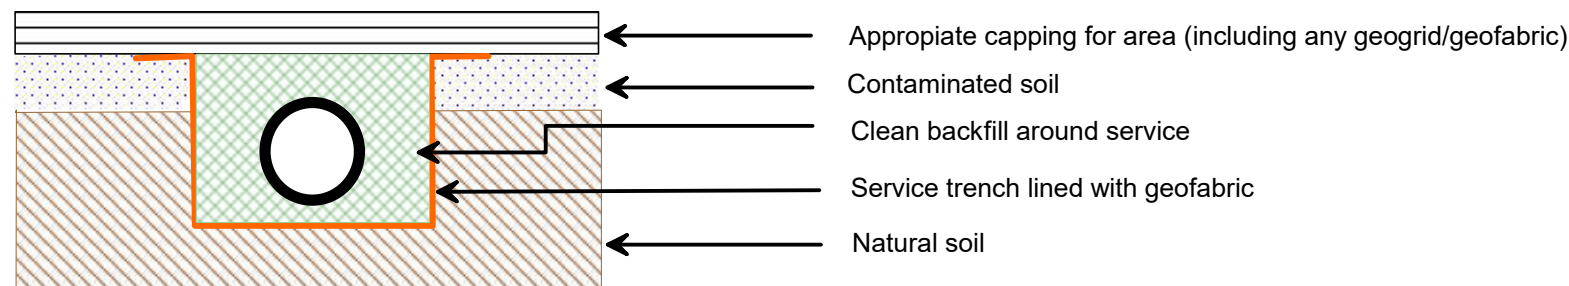 Appropiate capping for area (including any geogrid/geofabric)
Contaminated soil
Clean backfill around service
Service trench lined with geofabric
Natural soil